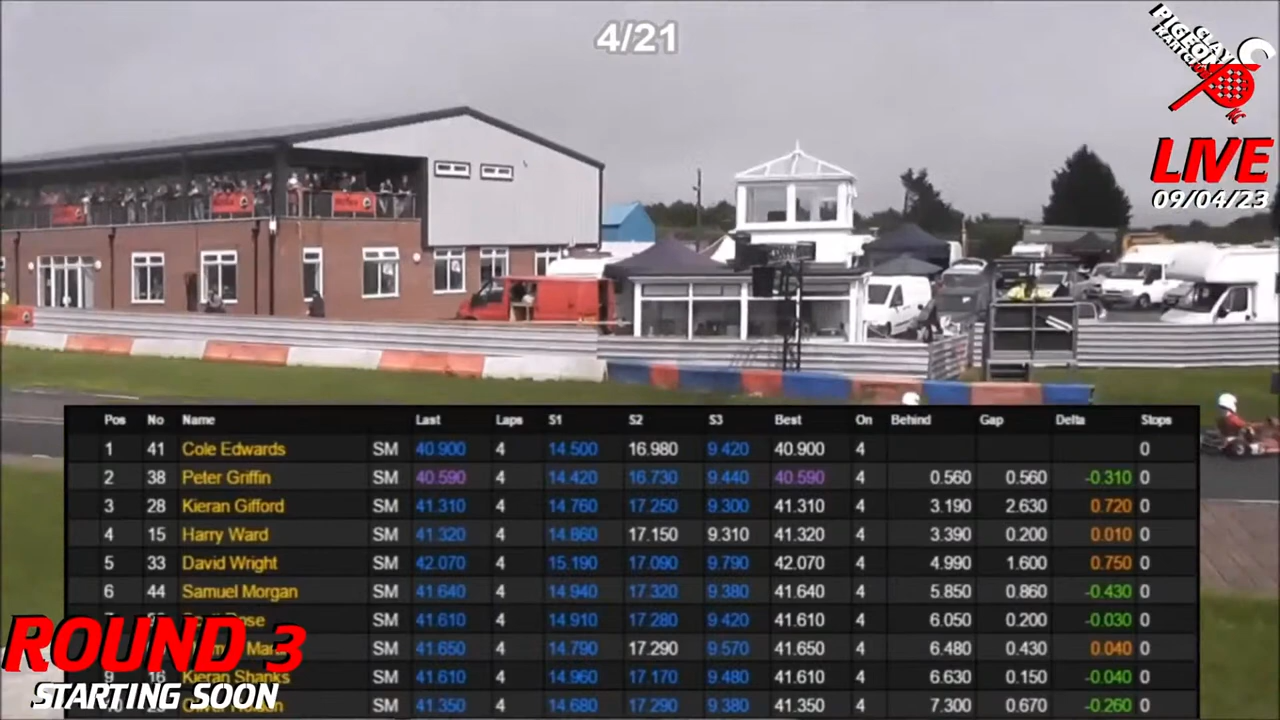 4/21
CLAY
PIGEON
KART CLUB
LIVE
09/04/23
Pos No Name Last Laps S1 S2 S3 Best On Behind Gap Delta Stops
1 41 Cole Edwards SM 40.900 4 14.500 16.980 9.420 40.900 4 0
2 38 Peter Griffin SM 40.590 4 14.420 16.730 9.440 40.590 4 0.560 0.560 -0.310 0
3 28 Kieran Gifford SM 41.310 4 14.760 17.250 9.300 41.310 4 3.190 2.630 0.720 0
4 15 Harry Ward SM 41.320 4 14.860 17.150 9.310 41.320 4 3.390 0.200 0.010 0
5 33 David Wright SM 42.070 4 15.190 17.090 9.790 42.070 4 4.990 1.600 0.750 0
6 44 Samuel Morgan SM 41.640 4 14.940 17.320 9.380 41.640 4 5.850 0.860 -0.430 0
SM 41.610 4 14.910 17.280 9.420 41.610 4 6.050 0.200 -0.030 0
SM 41.650 4 14.790 17.290 9.570 41.650 4 6.480 0.430 0.040 0
9 16 Kieran Shanks SM 41.610 4 14.960 17.170 9.480 41.610 4 6.630 0.150 -0.040 0
SM 41.350 4 14.680 17.290 9.380 41.350 4 7.300 0.670 -0.260 0
ROUND 3
STARTING SOON